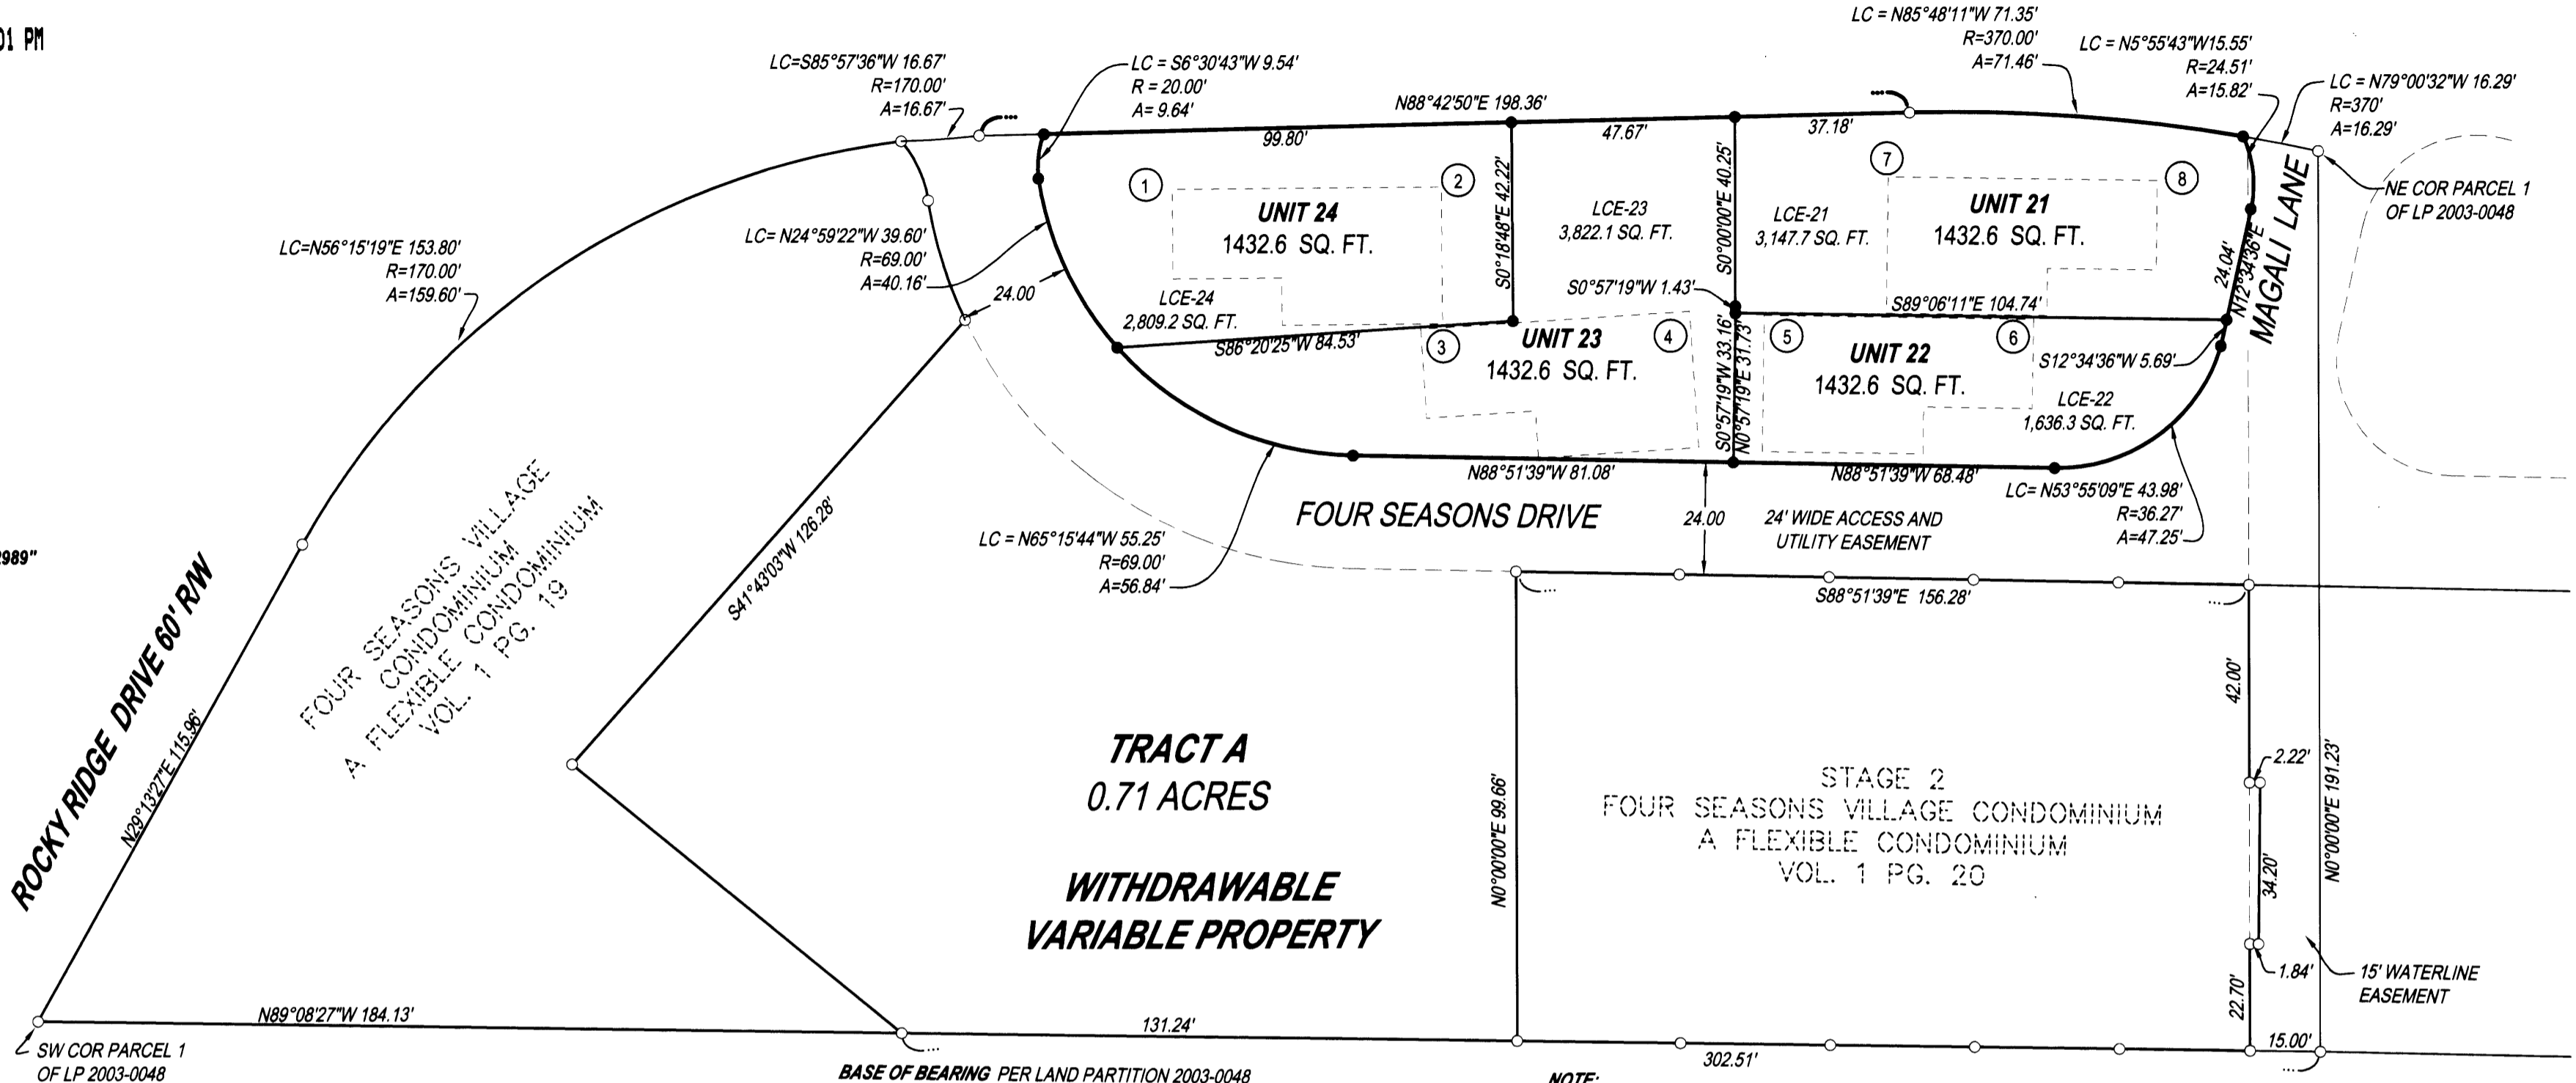 01 PM
LC=S85°57'36"W 16.67'
R=170.00'
A=16.67'
LC = S6°30'43"W 9.54'
R = 20.00'
A= 9.64'
N88°42'50"E 198.36'
99.80'
47.67'
37.18'
LC = N85°48'11"W 71.35'
R=370.00'
A=71.46'
LC = N5°55'43"W15.55'
R=24.51'
A=15.82'
LC = N79°00'32"W 16.29'
R=370'
A=16.29'
NE COR PARCEL 1
OF LP 2003-0048
MAGALI LANE
LC=N56°15'19"E 153.80'
R=170.00'
A=159.60'
LC= N24°59'22"W 39.60'
R=69.00'
A=40.16'
24.00
1
2
UNIT 24
1432.6 SQ. FT.
LCE-24
2,809.2 SQ. FT.
S86°20'25"W 84.53'
S0°18'48"E 42.22'
LCE-23
3,822.1 SQ. FT.
S0°00'00"E 40.25'
S0°57'19"W 1.43'
LCE-21
3,147.7 SQ. FT.
7
8
UNIT 21
1432.6 SQ. FT.
S89°06'11"E 104.74'
24.04'
N12°34'36"E
3
4
UNIT 23
1432.6 SQ. FT.
S0°57'19"W 33.16'
N0°57'19"E 31.73'
5
6
UNIT 22
1432.6 SQ. FT.
S12°34'36"W 5.69'
LCE-22
1,636.3 SQ. FT.
N88°51'39"W 81.08'
N88°51'39"W 68.48'
LC= N53°55'09"E 43.98'
R=36.27'
A=47.25'
LC = N65°15'44"W 55.25'
R=69.00'
A=56.84'
FOUR SEASONS DRIVE
24.00
24' WIDE ACCESS AND
UTILITY EASEMENT
2989"
ROCKY RIDGE DRIVE 60' R/W
N29°13'27"E 115.96'
FOUR SEASONS VILLAGE
CONDOMINIUM
A FLEXIBLE CONDOMINIUM
VOL. 1 PG. 19
S41°43'03"W 126.28'
S88°51'39"E 156.28'
TRACT A
0.71 ACRES
WITHDRAWABLE
VARIABLE PROPERTY
N0°00'00"E 99.66'
STAGE 2
FOUR SEASONS VILLAGE CONDOMINIUM
A FLEXIBLE CONDOMINIUM
VOL. 1 PG. 20
42.00'
2.22'
34.20'
N0°00'00"E 191.23'
1.84'
22.70'
15' WATERLINE
EASEMENT
15.00'
N89°08'27"W 184.13'
131.24'
302.51'
SW COR PARCEL 1
OF LP 2003-0048
BASE OF BEARING PER LAND PARTITION 2003-0048
NOTE: